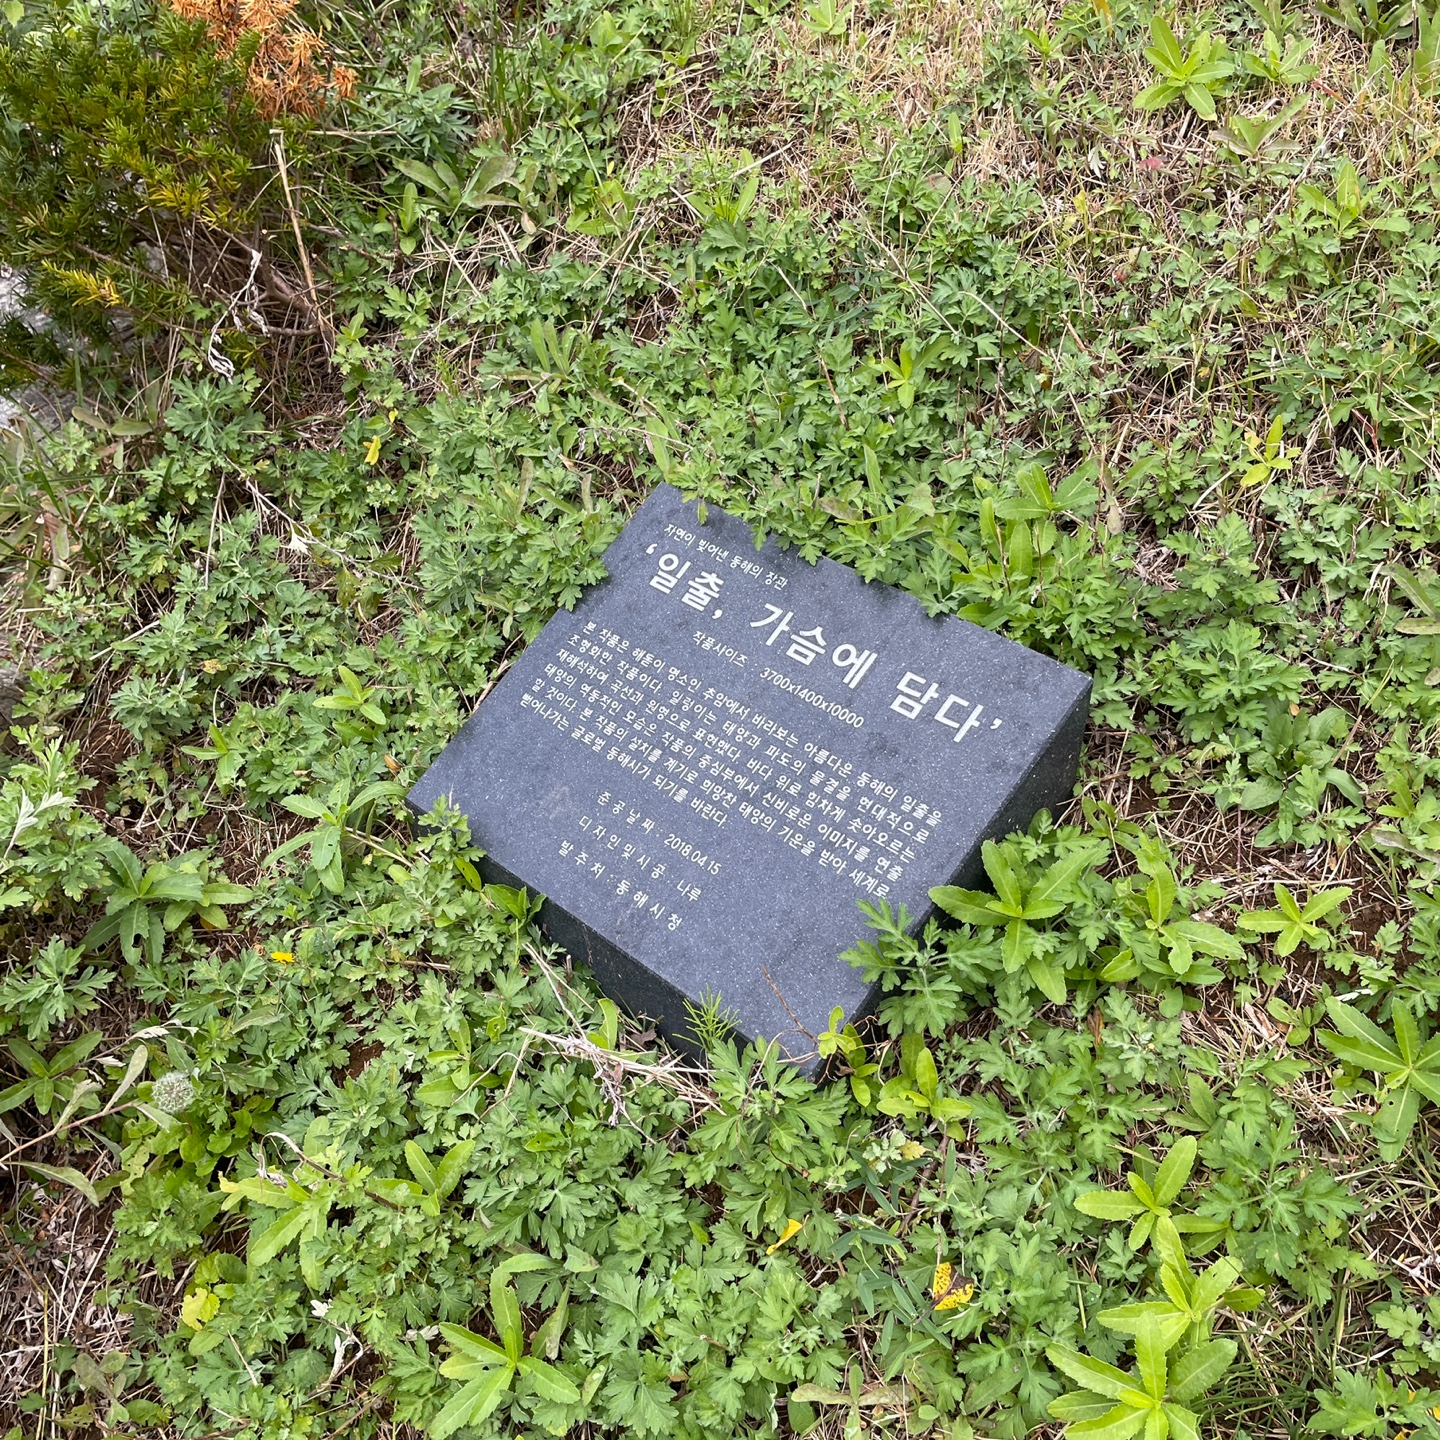 자연이 빚어낸 동해의 장관
‘일출, 가슴에 담다’
작품사이즈 3700x1400x10000
본 작품은 해돋이 명소인 추암에서 바라보는 아름다운 동해의 일출을
조형화한 작품이다. 일렁이는 태양과 파도의 물결을 현대적으로
재해석하여 곡선과 원형으로 표현했다. 바다 위로 힘차게 솟아오르는
태양의 역동적인 모습은 작품의 중심부에서 신비로운 이미지를 연출
할 것이다. 본 작품의 설치를 계기로 희망찬 태양의 기운을 받아 세계로
뻗어나가는 글로벌 동해시가 되기를 바란다.
준공날짜 : 2018.04.15
디자인및시공 : 나루
발주처 : 동해시청